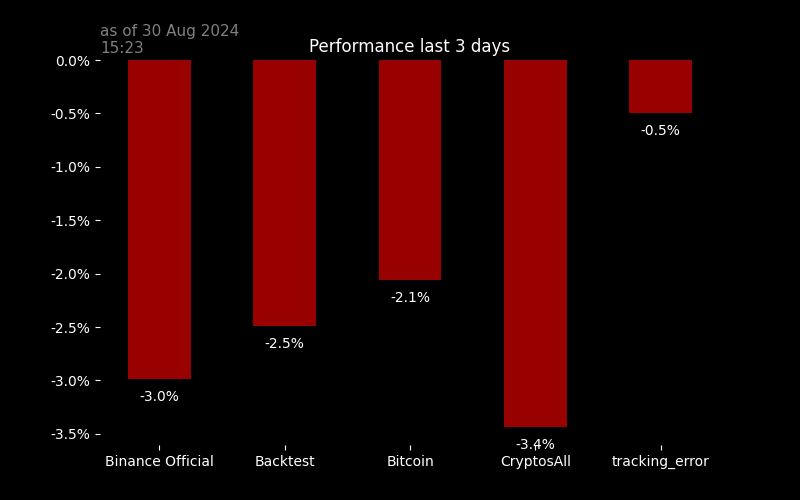 as of 30 Aug 2024
15:23
Performance last 3 days
0.0%
-0.5%
-1.0%
-1.5%
-2.0%
-2.5%
-3.0%
-3.5%
-3.0%
-2.5%
-2.1%
-3.4%
-0.5%
Binance Official
Backtest
Bitcoin
CryptosAll
tracking_error